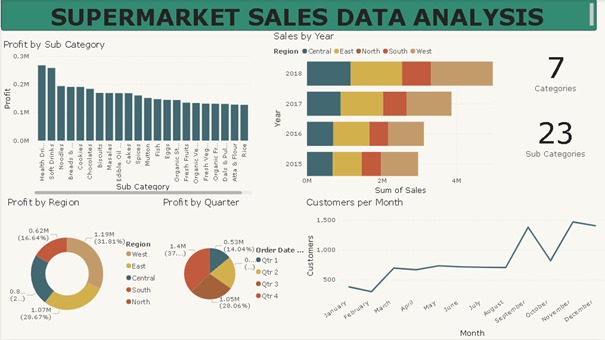 SUPERMARKET SALES DATA ANALYSIS
Profit by Sub Category
0.3M
0.2M
0.1M
0.0M
Profit
Health Dri...
Soft Drinks
Noodles
Breads & ...
Cookies
Chocolates
Biscuits
Masalas
Edible Oil ...
Cakes
Spices
Mutton
Fish
Eggs
Organic St...
Fresh Fruits
Organic Ve...
Fresh Veg...
Organic Fr...
Dals & Pul...
Atta & Flour
Rice
Sub Category
Sales by Year
Region Central East North South West
Year
2018
2017
2016
2015
0M 2M 4M
Sum of Sales
7
Categories
23
Sub Categories
Profit by Region
0.62M
(16.64%)
1.19M
(31.81%)
0.8...
(2...)
1.07M
(28.67%)
Region
West
East
Central
South
North
Profit by Quarter
1.4M
(37....)
0.53M
(14.04%)
0....
(...)
1.05M
(28.06%)
Order Date ...
Qtr 1
Qtr 2
Qtr 3
Qtr 4
Customers per Month
1,500
1,000
500
Customers
January
February
March
April
May
June
July
August
September
October
November
December
Month